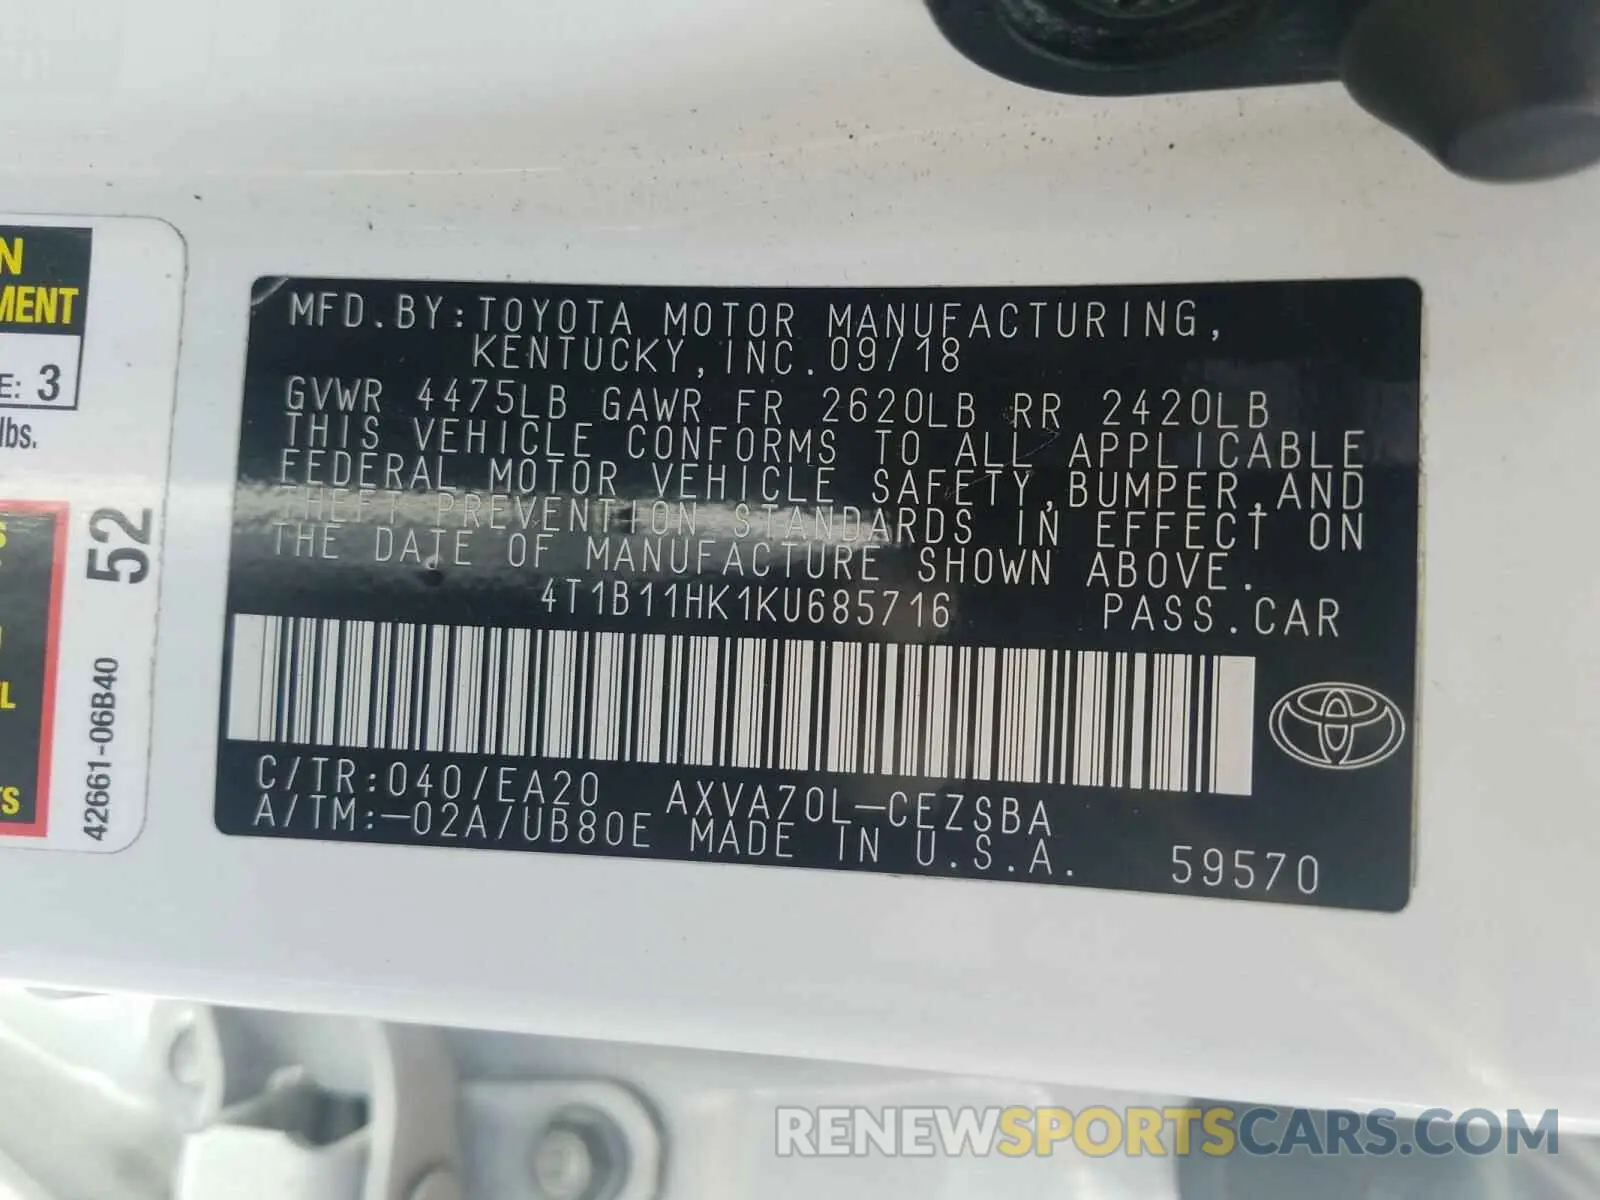 N
MENT
E: 3
lbs.
52
42661-06B40
S
L
TS
MFD.BY:TOYOTA MOTOR MANUFACTURING,
KENTUCKY,INC.09/18
GVWR 4475LB GAWR FR 2620LB RR 2420LB
THIS VEHICLE CONFORMS TO ALL APPLICABLE
FEDERAL MOTOR VEHICLE SAFETY,BUMPER,AND
THEFT PREVENTION STANDARDS IN EFFECT ON
THE DATE OF MANUFACTURE SHOWN ABOVE.
4T1B11HK1KU685716 PASS.CAR
C/TR:040/EA20 AXVA70L-CEZSBA
A/TM:-02A/UB80E MADE IN U.S.A. 59570
RENEWSPORTSCARS.COM